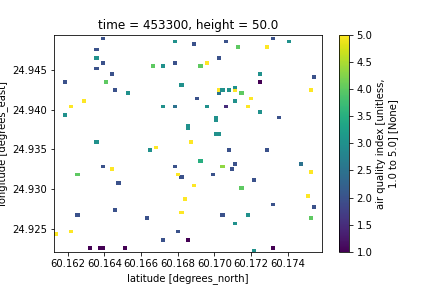 time = 453300, height = 50.0
24.945
24.940
24.935
24.930
24.925
longitude [degrees_east]
60.162 60.164 60.166 60.168 60.170 60.172 60.174
latitude [degrees_north]
5.0
4.5
4.0
3.5
3.0
2.5
2.0
1.5
1.0
air quality index [unitless,
1.0 to 5.0] [None]